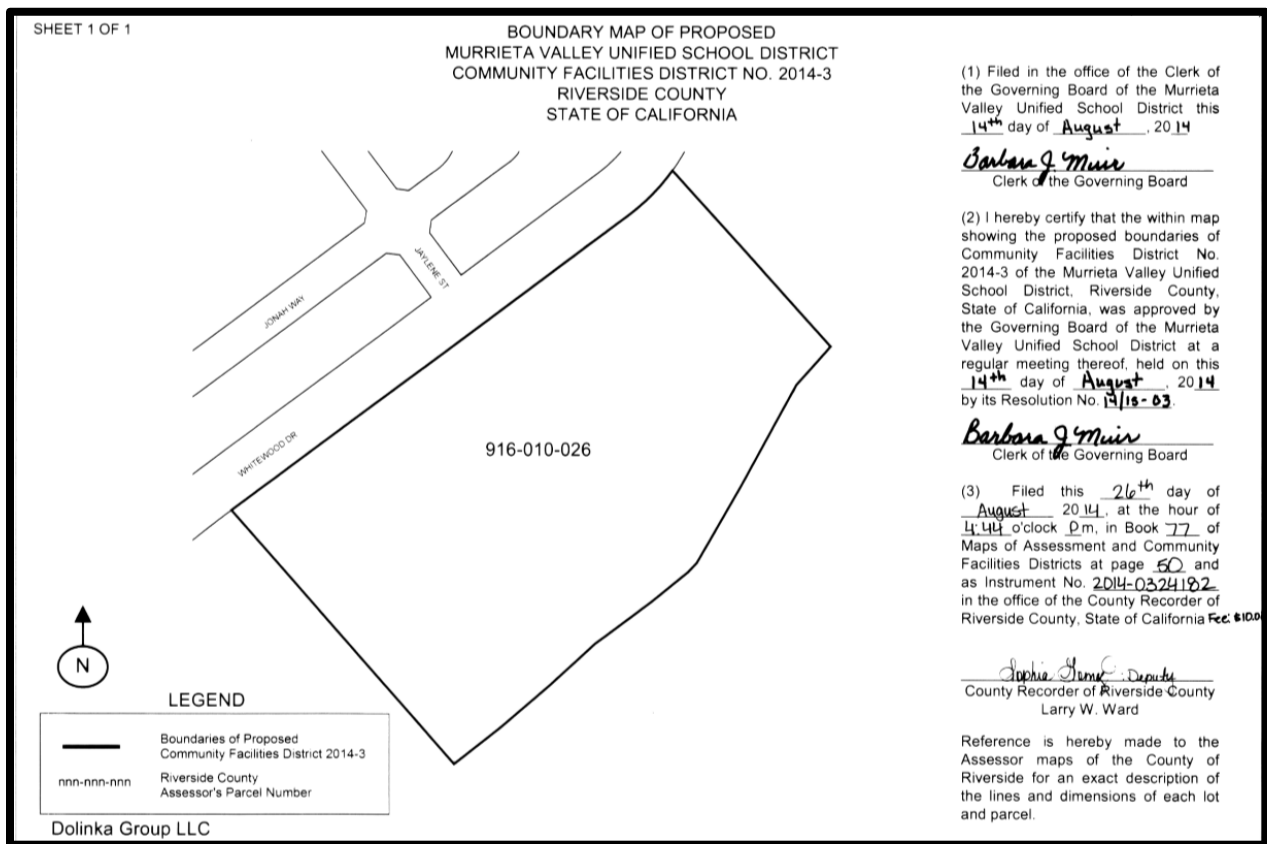 SHEET 1 OF 1
BOUNDARY MAP OF PROPOSED
MURRIETA VALLEY UNIFIED SCHOOL DISTRICT
COMMUNITY FACILITIES DISTRICT NO. 2014-3
RIVERSIDE COUNTY
STATE OF CALIFORNIA
JONAH WAY
JAYLENE ST
WHITEWOOD DR
916-010-026
N
LEGEND
Boundaries of Proposed
Community Facilities District 2014-3
nnn-nnn-nnn
Riverside County
Assessor's Parcel Number
Dolinka Group LLC
(1) Filed in the office of the Clerk of
the Governing Board of the Murrieta
Valley Unified School District this
14th day of August, 2014
Barbara J. Muir
Clerk of the Governing Board
(2) I hereby certify that the within map
showing the proposed boundaries of
Community Facilities District No.
2014-3 of the Murrieta Valley Unified
School District, Riverside County,
State of California, was approved by
the Governing Board of the Murrieta
Valley Unified School District at a
regular meeting thereof, held on this
14th day of August, 2014
by its Resolution No. 14/15-03.
Barbara J Muir
Clerk of the Governing Board
(3) Filed this 26th day of
August 2014, at the hour of
4:44 o'clock Pm, in Book 77 of
Maps of Assessment and Community
Facilities Districts at page 50 and
as Instrument No. 2014-0324182
in the office of the County Recorder of
Riverside County, State of California Fee: $10.0
Sophie : Deputy
County Recorder of Riverside County
Larry W. Ward
Reference is hereby made to the
Assessor maps of the County of
Riverside for an exact description of
the lines and dimensions of each lot
and parcel.